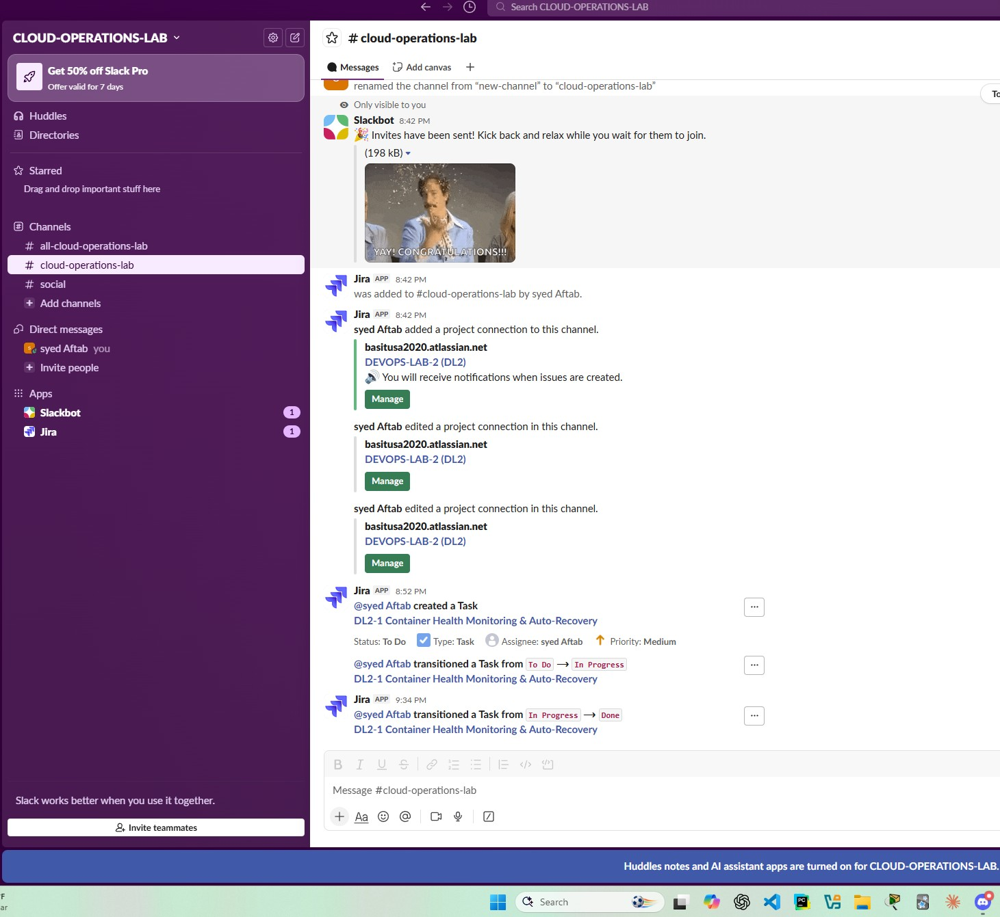 Search CLOUD-OPERATIONS-LAB
CLOUD-OPERATIONS-LAB
Get 50% off Slack Pro
Offer valid for 7 days
Huddles
Directories
Starred
Drag and drop important stuff here
Channels
# all-cloud-operations-lab
# cloud-operations-lab
# social
+ Add channels
Direct messages
syed Aftab you
+ Invite people
Apps
Slackbot 1
Jira 1
Slack works better when you use it together.
Invite teammates
# cloud-operations-lab
Messages
Add canvas
+
renamed the channel from “new-channel” to “cloud-operations-lab”
To
Only visible to you
Slackbot 8:42 PM
🎉 Invites have been sent! Kick back and relax while you wait for them to join.
(198 kB)
YAY! CONGRATULATIONS!!!
Jira APP 8:42 PM
was added to #cloud-operations-lab by syed Aftab.
Jira APP 8:42 PM
syed Aftab added a project connection to this channel.
basitusa2020.atlassian.net
DEVOPS-LAB-2 (DL2)
🔊 You will receive notifications when issues are created.
Manage
syed Aftab edited a project connection in this channel.
basitusa2020.atlassian.net
DEVOPS-LAB-2 (DL2)
Manage
syed Aftab edited a project connection in this channel.
basitusa2020.atlassian.net
DEVOPS-LAB-2 (DL2)
Manage
Jira APP 8:52 PM
@syed Aftab created a Task
DL2-1 Container Health Monitoring & Auto-Recovery
Status: To Do Type: Task Assignee: syed Aftab Priority: Medium
@syed Aftab transitioned a Task from To Do ⟶ In Progress
DL2-1 Container Health Monitoring & Auto-Recovery
Jira APP 9:34 PM
@syed Aftab transitioned a Task from In Progress ⟶ Done
DL2-1 Container Health Monitoring & Auto-Recovery
B I U S
Message #cloud-operations-lab
+ Aa @
Huddles notes and AI assistant apps are turned on for CLOUD-OPERATIONS-LAB.
°F
ar
Search
PC